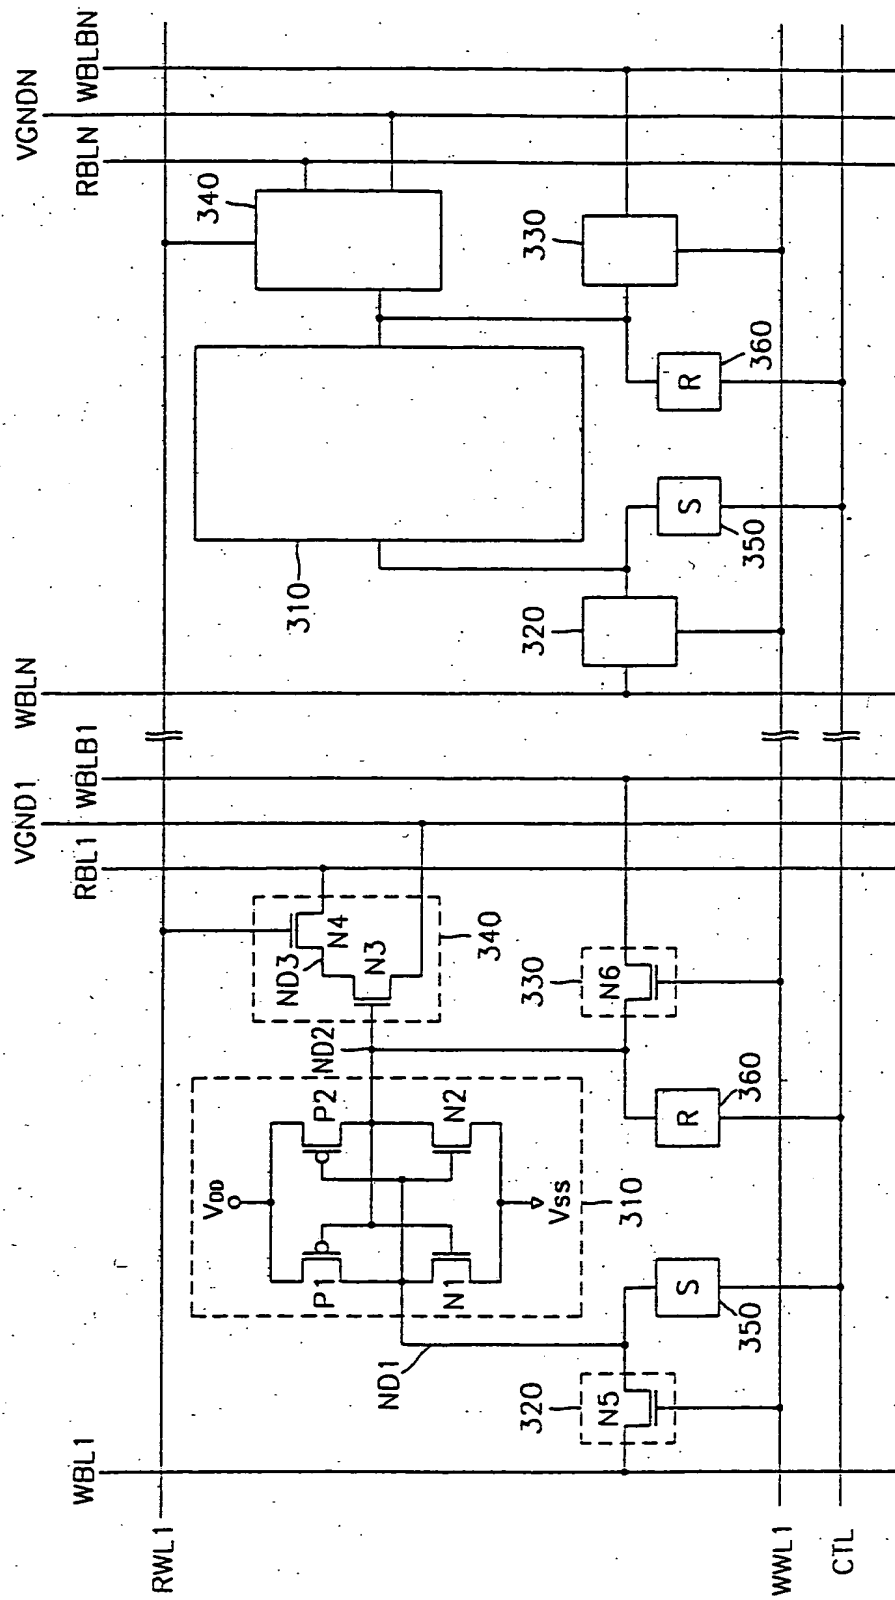 WBL1
RBL1
VGND1
WBLB1
WBLN
RBLN
VGNDN
WBLBN
RWL1
VDD
P1
P2
N1
N2
VSS
310
ND1
ND2
ND3
N4
N3
340
320
N5
330
N6
S
350
R
360
310
340
320
330
S
350
R
360
WWL1
CTL